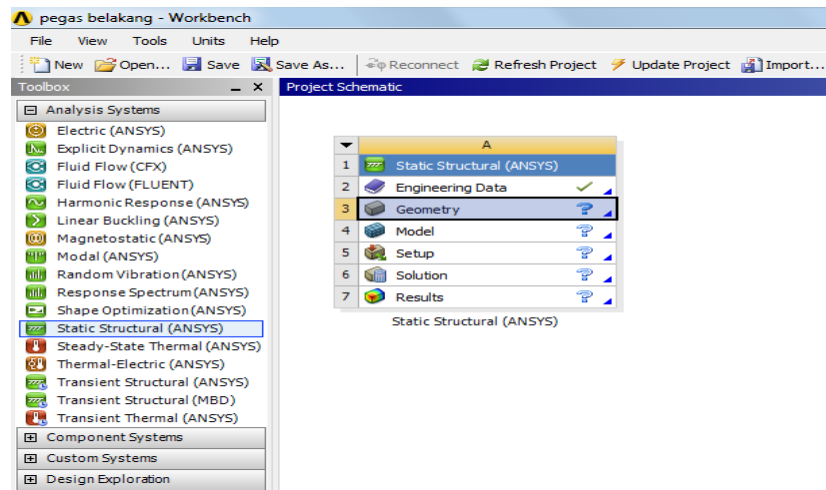 pegas belakang - Workbench
File View Tools Units Help
New Open... Save Save As... Reconnect Refresh Project Update Project Import...
Toolbox
Project Schematic
Analysis Systems
Electric (ANSYS)
Explicit Dynamics (ANSYS)
Fluid Flow (CFX)
Fluid Flow (FLUENT)
Harmonic Response (ANSYS)
Linear Buckling (ANSYS)
Magnetostatic (ANSYS)
Modal (ANSYS)
Random Vibration (ANSYS)
Response Spectrum (ANSYS)
Shape Optimization (ANSYS)
Static Structural (ANSYS)
Steady-State Thermal (ANSYS)
Thermal-Electric (ANSYS)
Transient Structural (ANSYS)
Transient Structural (MBD)
Transient Thermal (ANSYS)
Component Systems
Custom Systems
Design Exploration
A
1 Static Structural (ANSYS)
2 Engineering Data
3 Geometry ?
4 Model ?
5 Setup ?
6 Solution ?
7 Results ?
Static Structural (ANSYS)